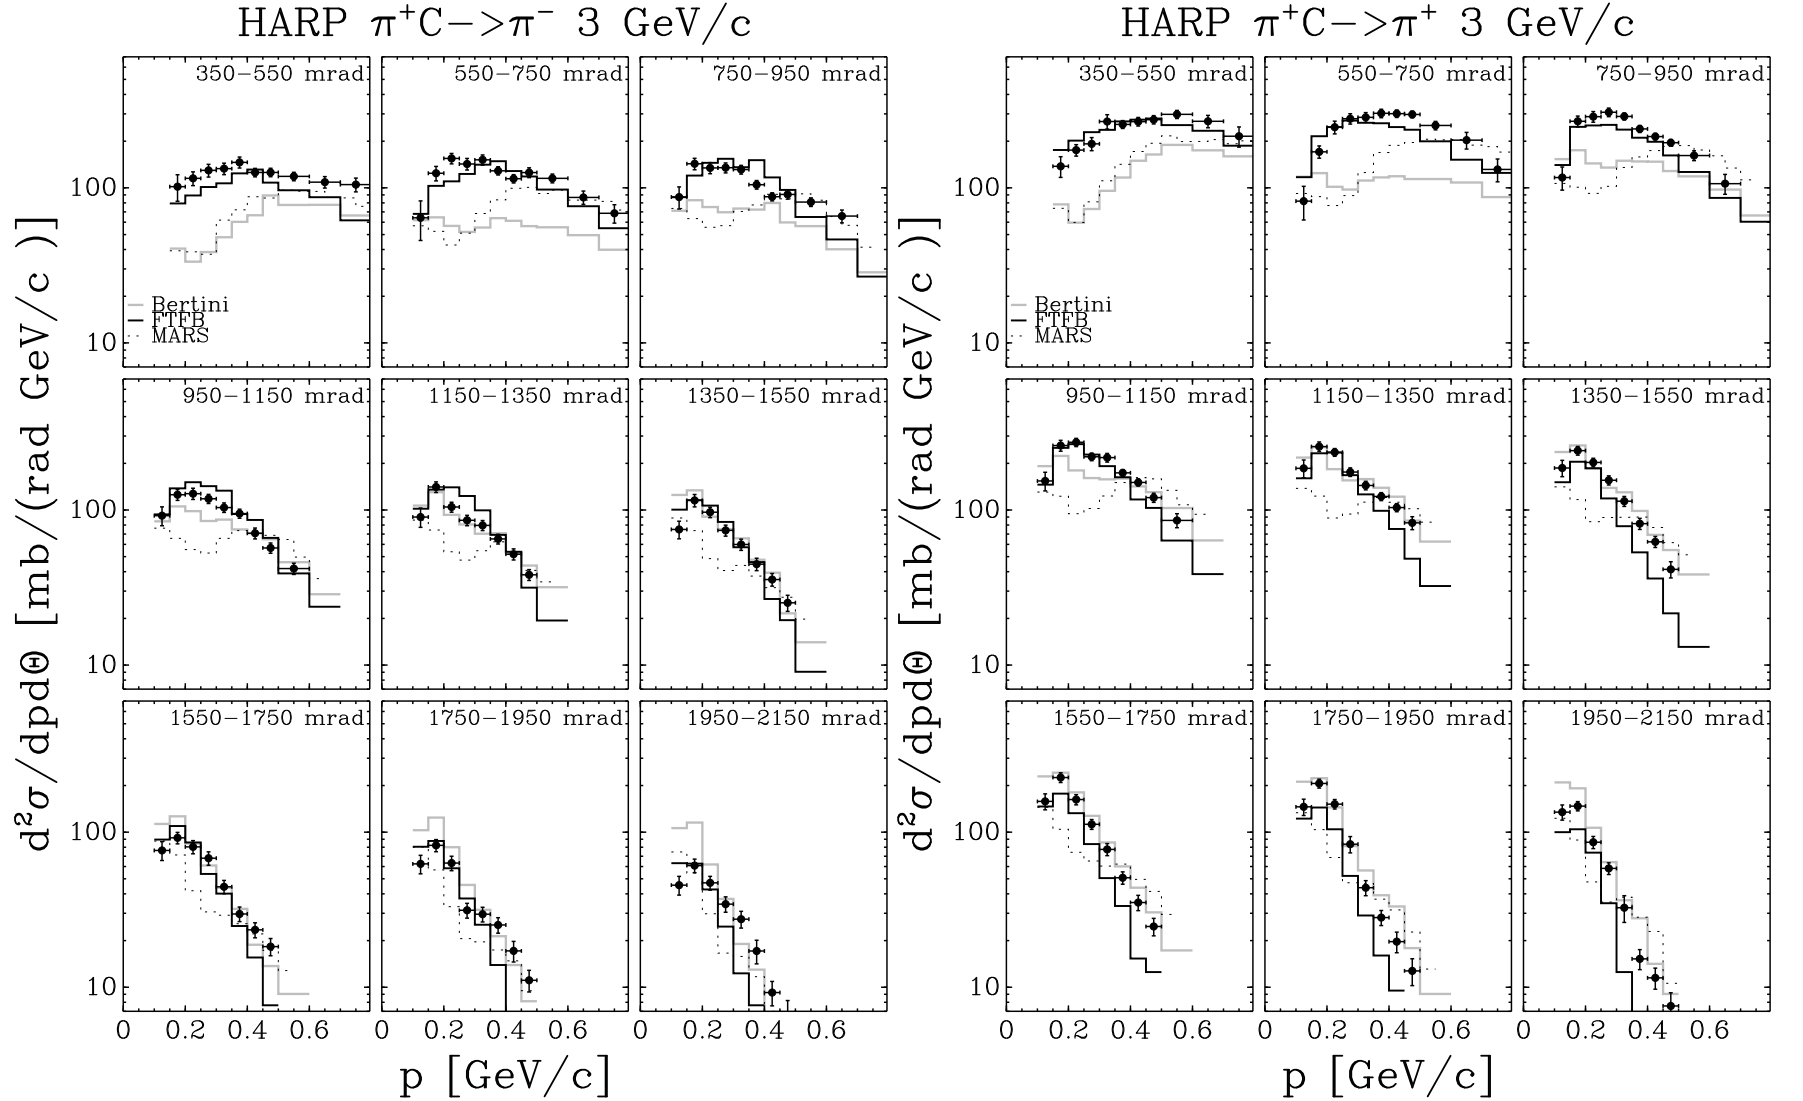 HARP π⁺C−>π⁻ 3 GeV/c
d²σ/dpdΘ [mb/(rad GeV/c )]
350−550 mrad
550−750 mrad
750−950 mrad
100
10
Bertini
FTFB
MARS
950−1150 mrad
1150−1350 mrad
1350−1550 mrad
100
10
1550−1750 mrad
1750−1950 mrad
1950−2150 mrad
100
10
0 0.2 0.4 0.6 0 0.2 0.4 0.6 0 0.2 0.4 0.6
p [GeV/c]
HARP π⁺C−>π⁺ 3 GeV/c
d²σ/dpdΘ [mb/(rad GeV/c )]
350−550 mrad
550−750 mrad
750−950 mrad
100
10
Bertini
FTFB
MARS
950−1150 mrad
1150−1350 mrad
1350−1550 mrad
100
10
1550−1750 mrad
1750−1950 mrad
1950−2150 mrad
100
10
0 0.2 0.4 0.6 0 0.2 0.4 0.6 0 0.2 0.4 0.6
p [GeV/c]